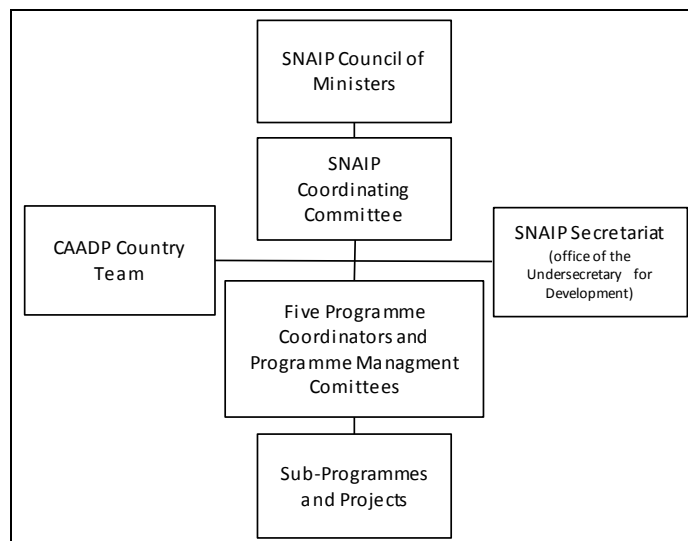 SNAIP Council of
Ministers
SNAIP
Coordinating
Committee
CAADP Country
Team
SNAIP Secretariat
(office of the
Undersecretary for
Development)
Five Programme
Coordinators and
Programme Managment
Comittees
Sub-Programmes
and Projects